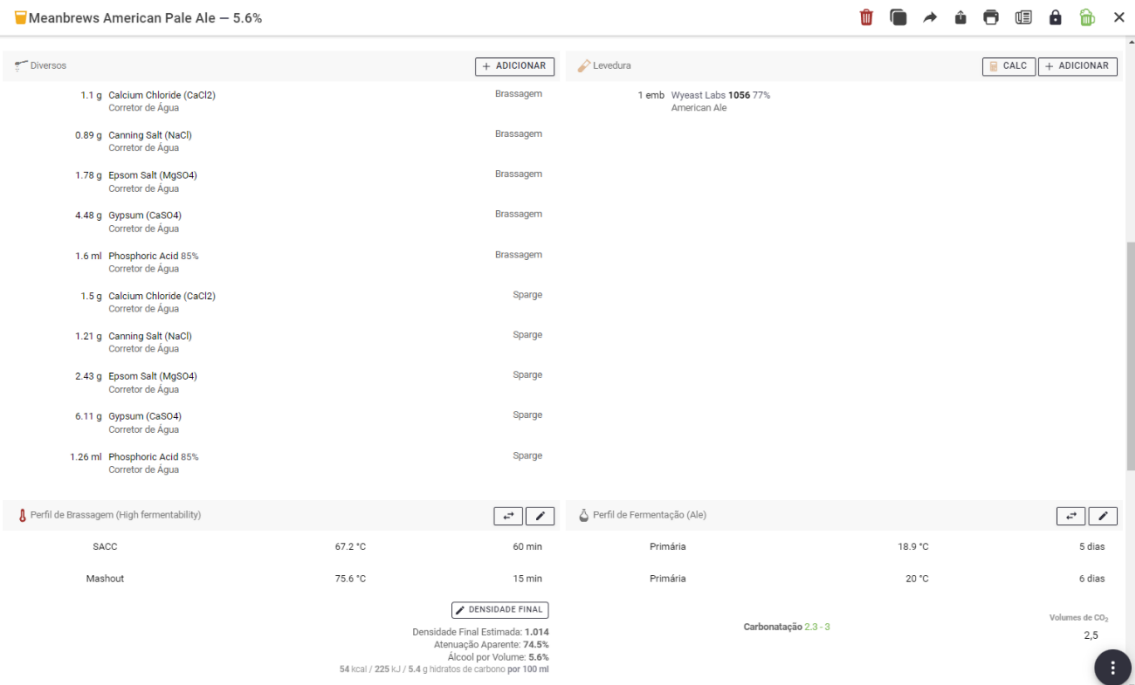 Meanbrews American Pale Ale — 5.6%
Diversos
+ ADICIONAR
1.1 g Calcium Chloride (CaCl2) Brassagem
Corretor de Água
0.89 g Canning Salt (NaCl) Brassagem
Corretor de Água
1.78 g Epsom Salt (MgSO4) Brassagem
Corretor de Água
4.48 g Gypsum (CaSO4) Brassagem
Corretor de Água
1.6 ml Phosphoric Acid 85% Brassagem
Corretor de Água
1.5 g Calcium Chloride (CaCl2) Sparge
Corretor de Água
1.21 g Canning Salt (NaCl) Sparge
Corretor de Água
2.43 g Epsom Salt (MgSO4) Sparge
Corretor de Água
6.11 g Gypsum (CaSO4) Sparge
Corretor de Água
1.26 ml Phosphoric Acid 85% Sparge
Corretor de Água
Levedura
CALC
+ ADICIONAR
1 emb Wyeast Labs 1056 77%
American Ale
Perfil de Brassagem (High fermentability)
SACC 67.2 °C 60 min
Mashout 75.6 °C 15 min
DENSIDADE FINAL
Densidade Final Estimada: 1.014
Atenuação Aparente: 74.5%
Álcool por Volume: 5.6%
54 kcal / 225 kJ / 5.4 g hidratos de carbono por 100 ml
Perfil de Fermentação (Ale)
Primária 18.9 °C 5 dias
Primária 20 °C 6 dias
Carbonatação 2.3 - 3
Volumes de CO2
2,5